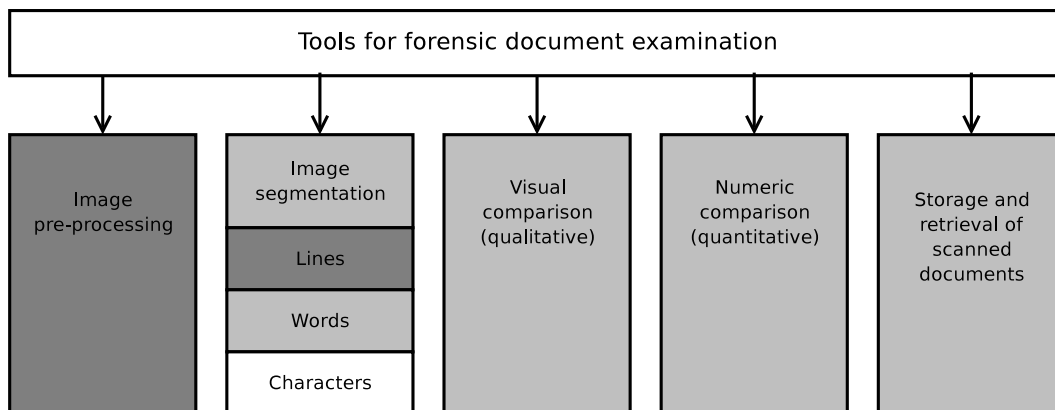 Tools for forensic document examination
Image
pre-processing
Image
segmentation
Lines
Words
Characters
Visual
comparison
(qualitative)
Numeric
comparison
(quantitative)
Storage and
retrieval of
scanned
documents